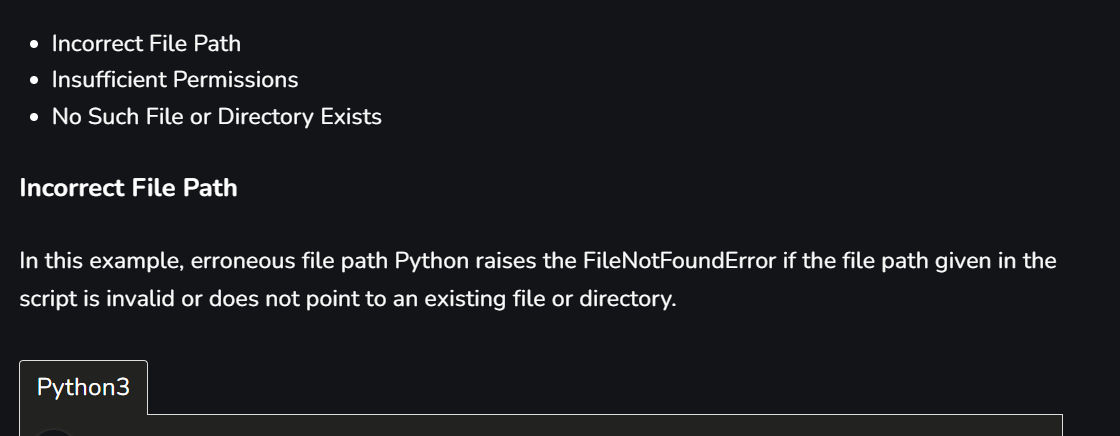 Incorrect File Path
Insufficient Permissions
No Such File or Directory Exists
Incorrect File Path
In this example, erroneous file path Python raises the FileNotFoundError if the file path given in the
script is invalid or does not point to an existing file or directory.
Python3